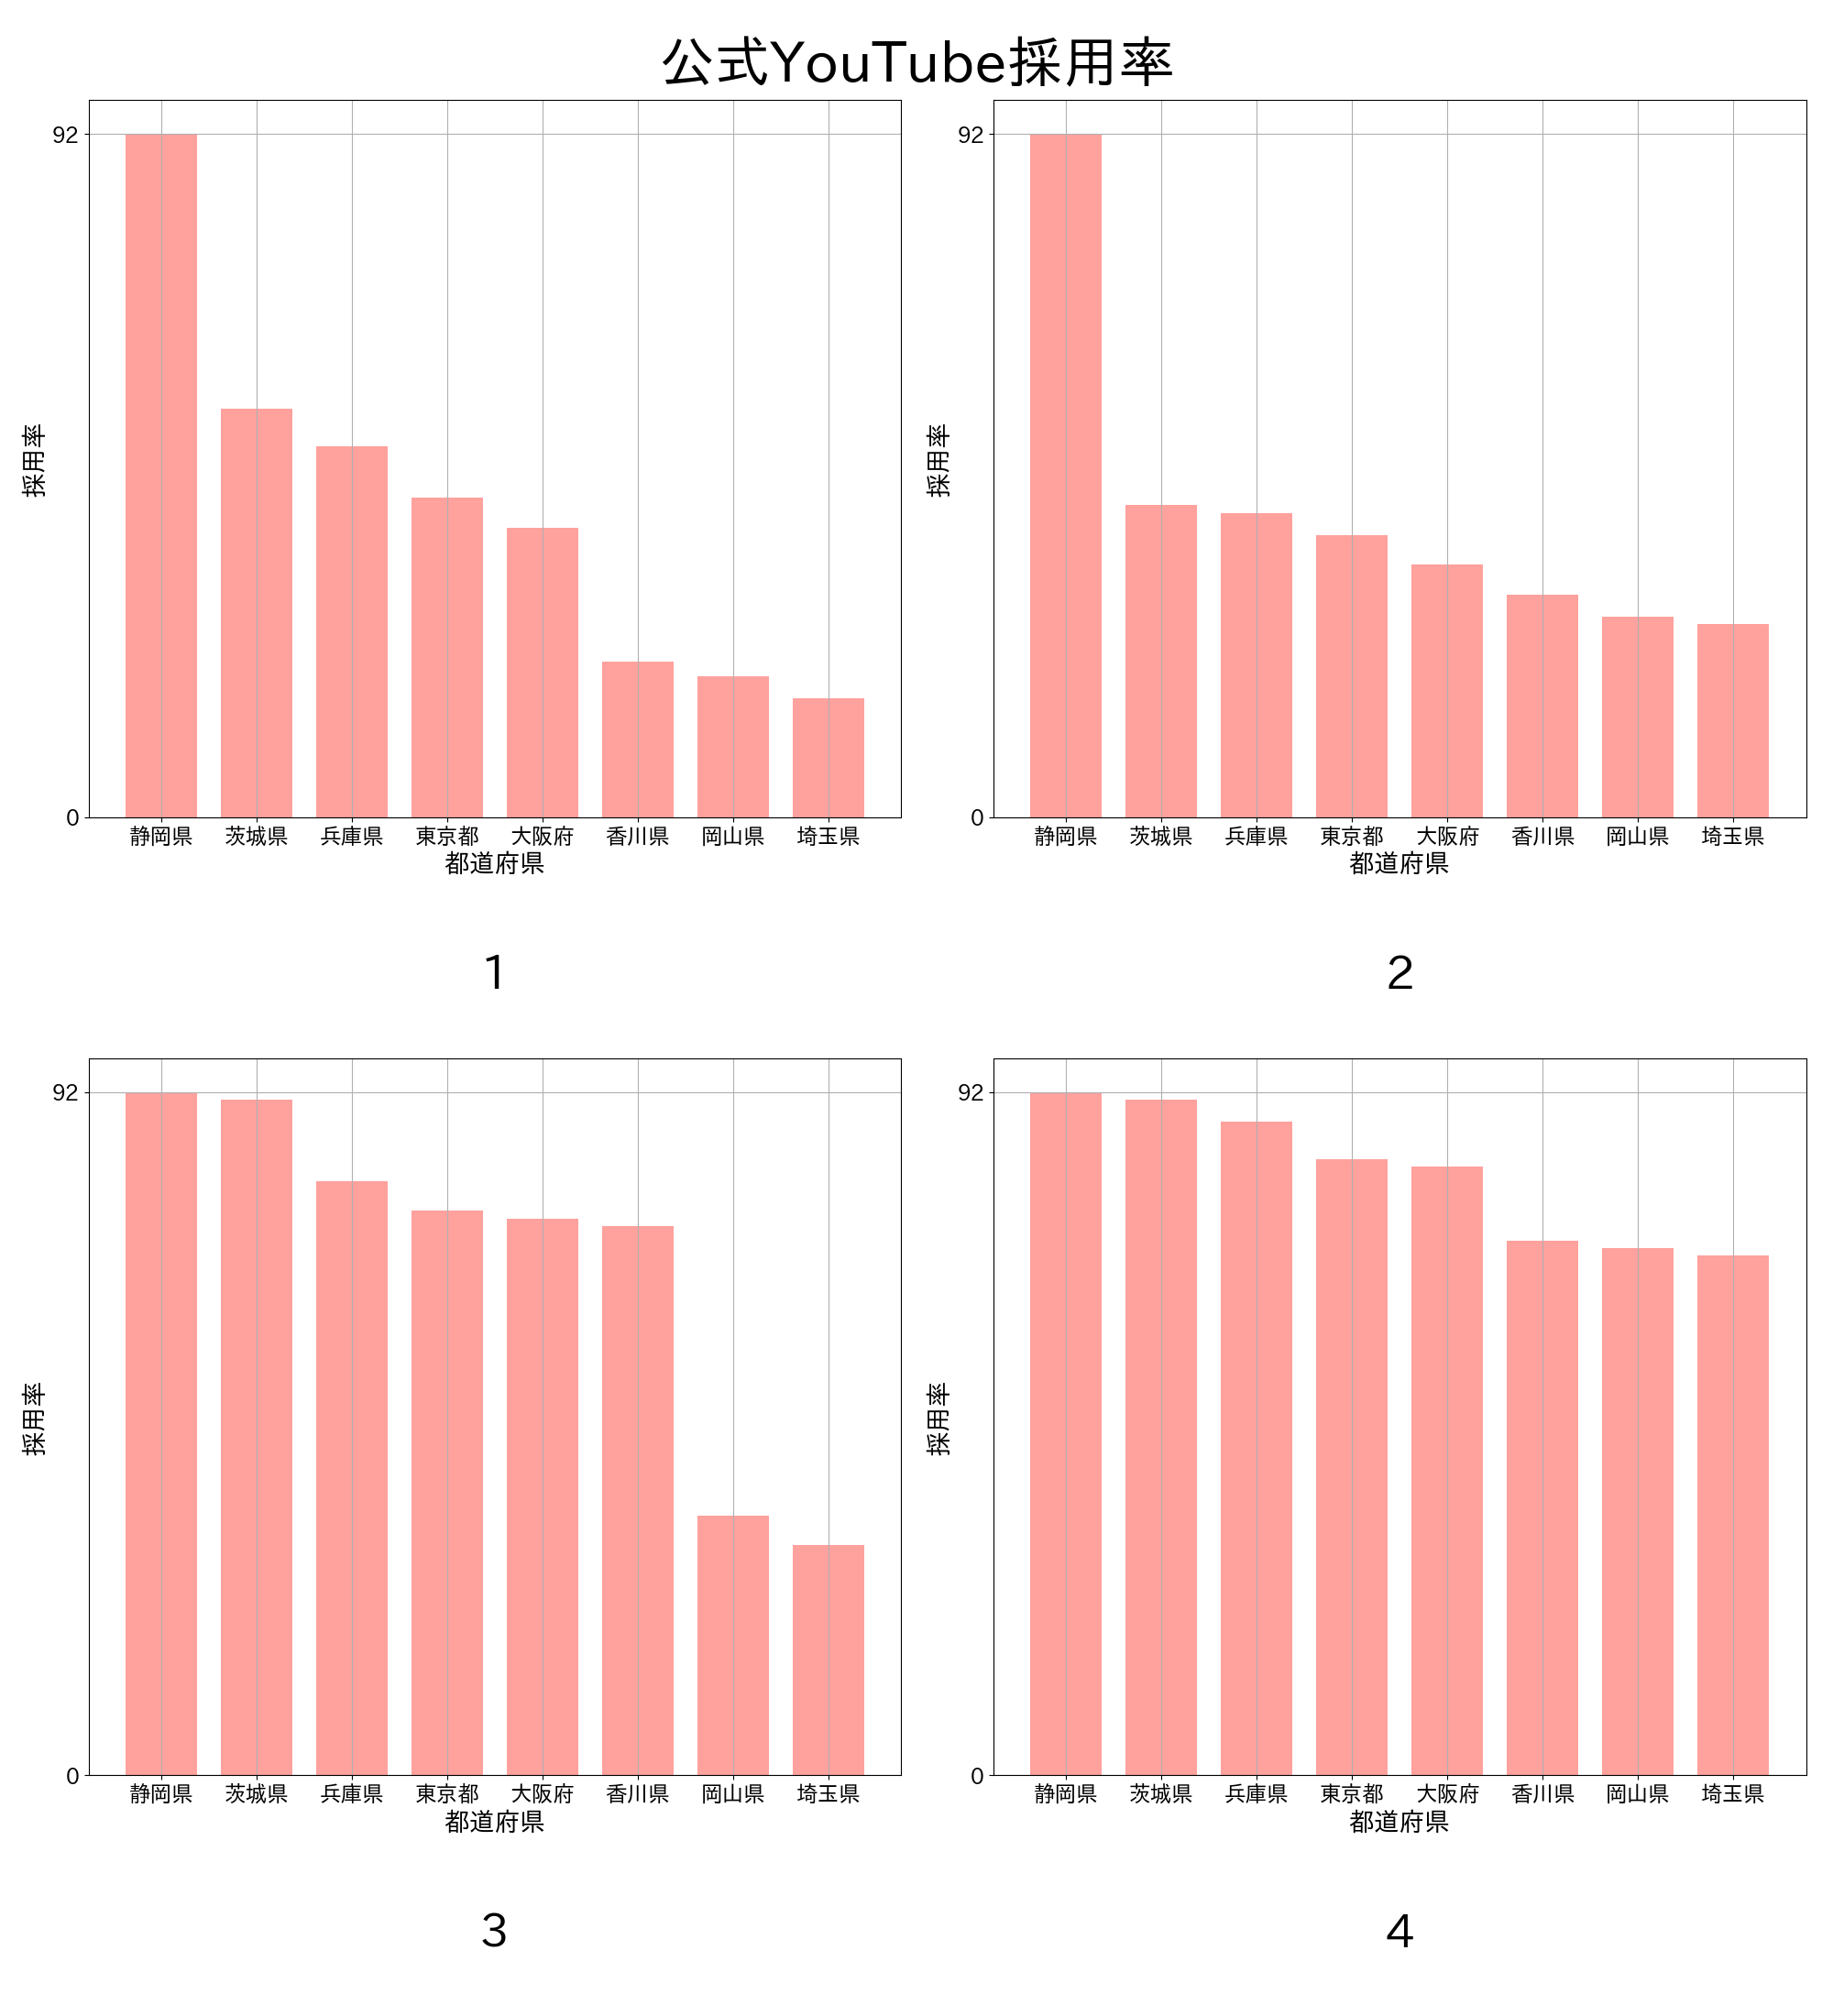 公式YouTube採用率
92
採用率
0
静岡県 茨城県 兵庫県 東京都 大阪府 香川県 岡山県 埼玉県
都道府県
1
92
採用率
0
静岡県 茨城県 兵庫県 東京都 大阪府 香川県 岡山県 埼玉県
都道府県
2
92
採用率
0
静岡県 茨城県 兵庫県 東京都 大阪府 香川県 岡山県 埼玉県
都道府県
3
92
採用率
0
静岡県 茨城県 兵庫県 東京都 大阪府 香川県 岡山県 埼玉県
都道府県
4